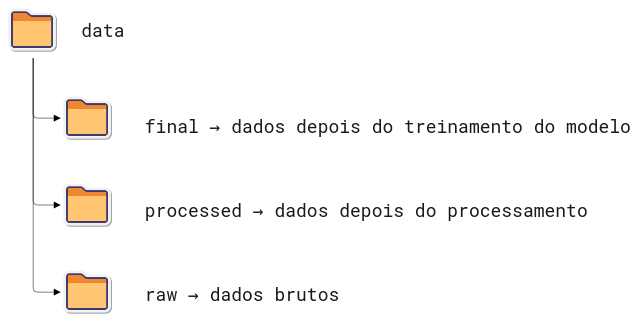 data
final → dados depois do treinamento do modelo
processed → dados depois do processamento
raw → dados brutos